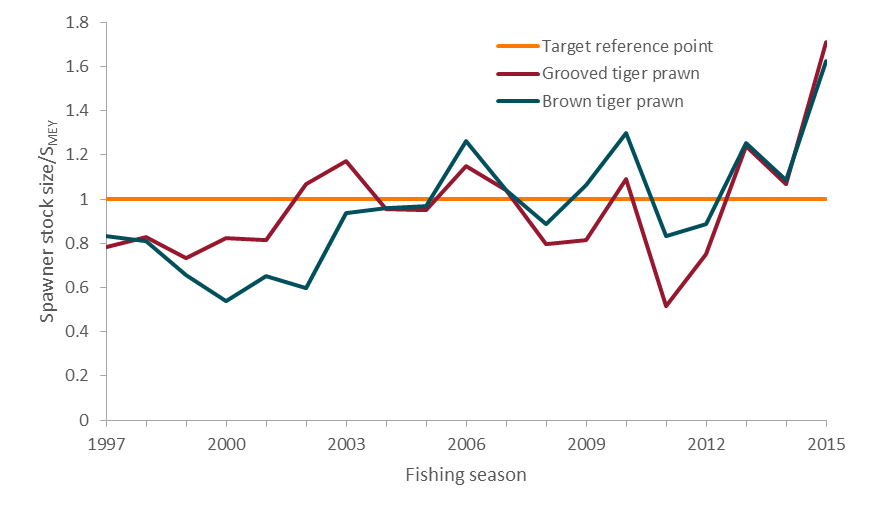 1.8
1.6
1.4
1.2
1
0.8
0.6
0.4
0.2
0
Spawner stock size/S_MEY
Target reference point
Grooved tiger prawn
Brown tiger prawn
1997 2000 2003 2006 2009 2012 2015
Fishing season